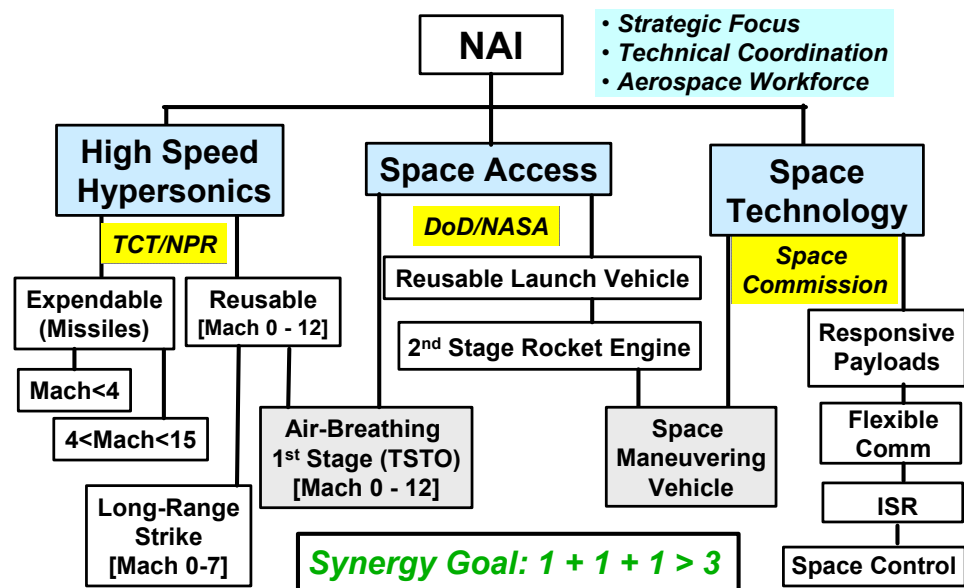 NAI
• Strategic Focus
• Technical Coordination
• Aerospace Workforce
High Speed
Hypersonics
Space Access
Space
Technology
TCT/NPR
DoD/NASA
Space
Commission
Expendable
(Missiles)
Reusable
[Mach 0 - 12]
Reusable Launch Vehicle
2nd Stage Rocket Engine
Responsive
Payloads
Mach<4
4<Mach<15
Air-Breathing
1st Stage (TSTO)
[Mach 0 - 12]
Space
Maneuvering
Vehicle
Flexible
Comm
Long-Range
Strike
[Mach 0-7]
ISR
Space Control
Synergy Goal: 1 + 1 + 1 > 3